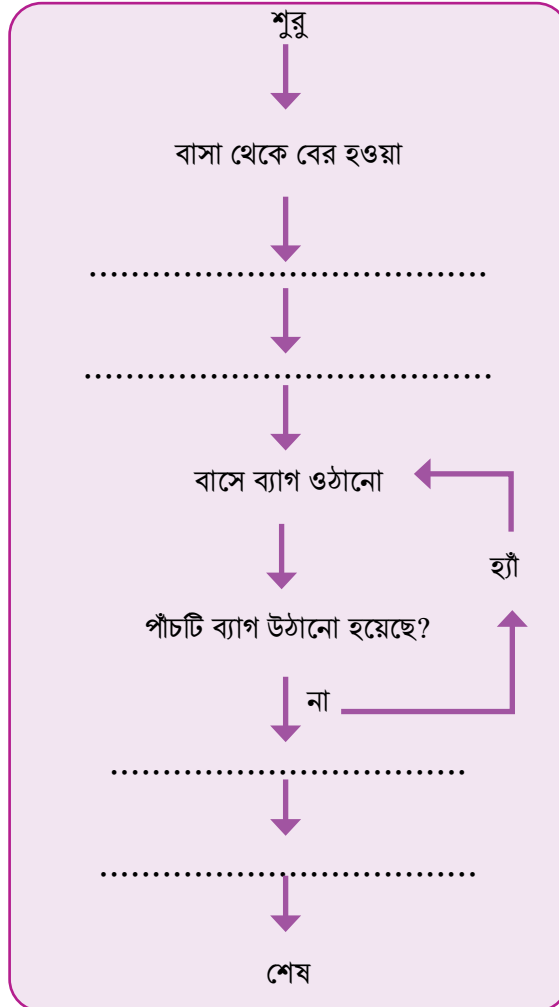 শুরু
বাসা থেকে বের হওয়া
......................................
.......................................
বাসে ব্যাগ ওঠানো
হ্যাঁ
পাঁচটি ব্যাগ উঠানো হয়েছে?
না
..................................
....................................
শেষ